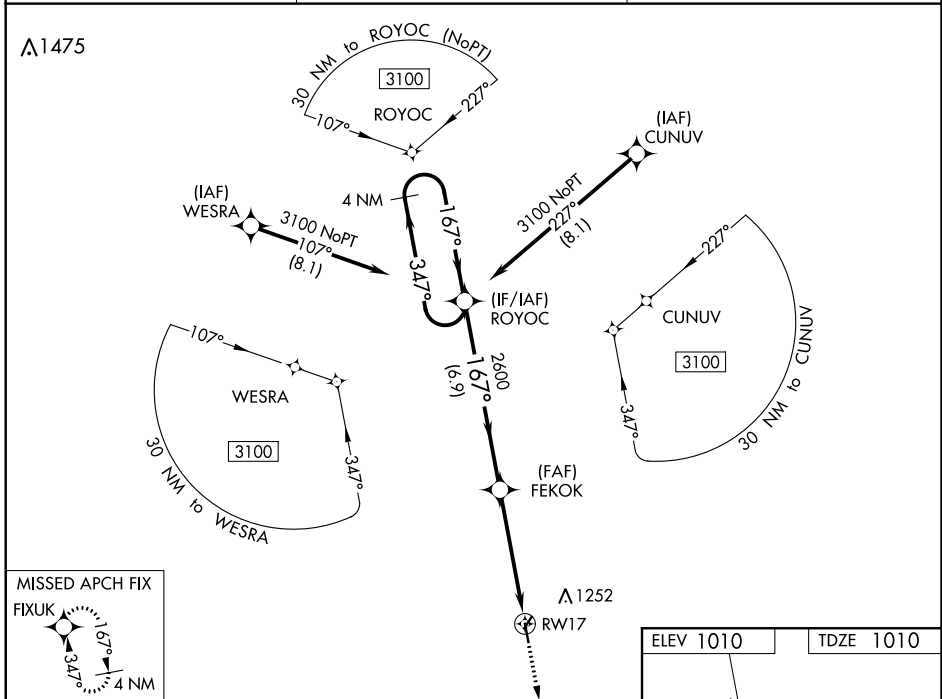 1475
30 NM to ROYOC (NoPT)
3100
ROYOC
107°
227°
(IAF)
CUNUV
(IAF)
WESRA
4 NM
3100 NoPT
107°
(8.1)
3100 NoPT
227°
(8.1)
167°
347°
(IF/IAF)
ROYOC
227°
CUNUV
3100
347°
30 NM to CUNUV
107°
WESRA
3100
347°
30 NM to WESRA
2600
167°
(6.9)
(FAF)
FEKOK
1252
RW17
MISSED APCH FIX
FIXUK
167°
347°
4 NM
ELEV 1010
TDZE 1010